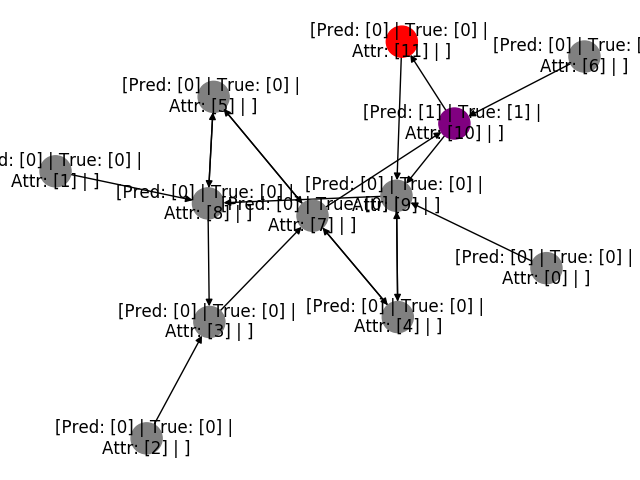 [Pred: [0] | True: [0] |
Attr: [11] | ]
[Pred: [0] | True: [
Attr: [6] | ]
[Pred: [0] | True: [0] |
Attr: [5] | ]
[Pred: [1] | True: [1] |
Attr: [10] | ]
d: [0] | True: [0] |
Attr: [1] | ]
[Pred: [0] | True: [0] |
Attr: [8] | ]
[Pred: [0] | True: [0] |
Attr: [9] | ]
[Pred: [0] | True: [0] |
Attr: [7] | ]
[Pred: [0] | True: [0] |
Attr: [0] | ]
[Pred: [0] | True: [0] |
Attr: [3] | ]
[Pred: [0] | True: [0] |
Attr: [4] | ]
[Pred: [0] | True: [0] |
Attr: [2] | ]